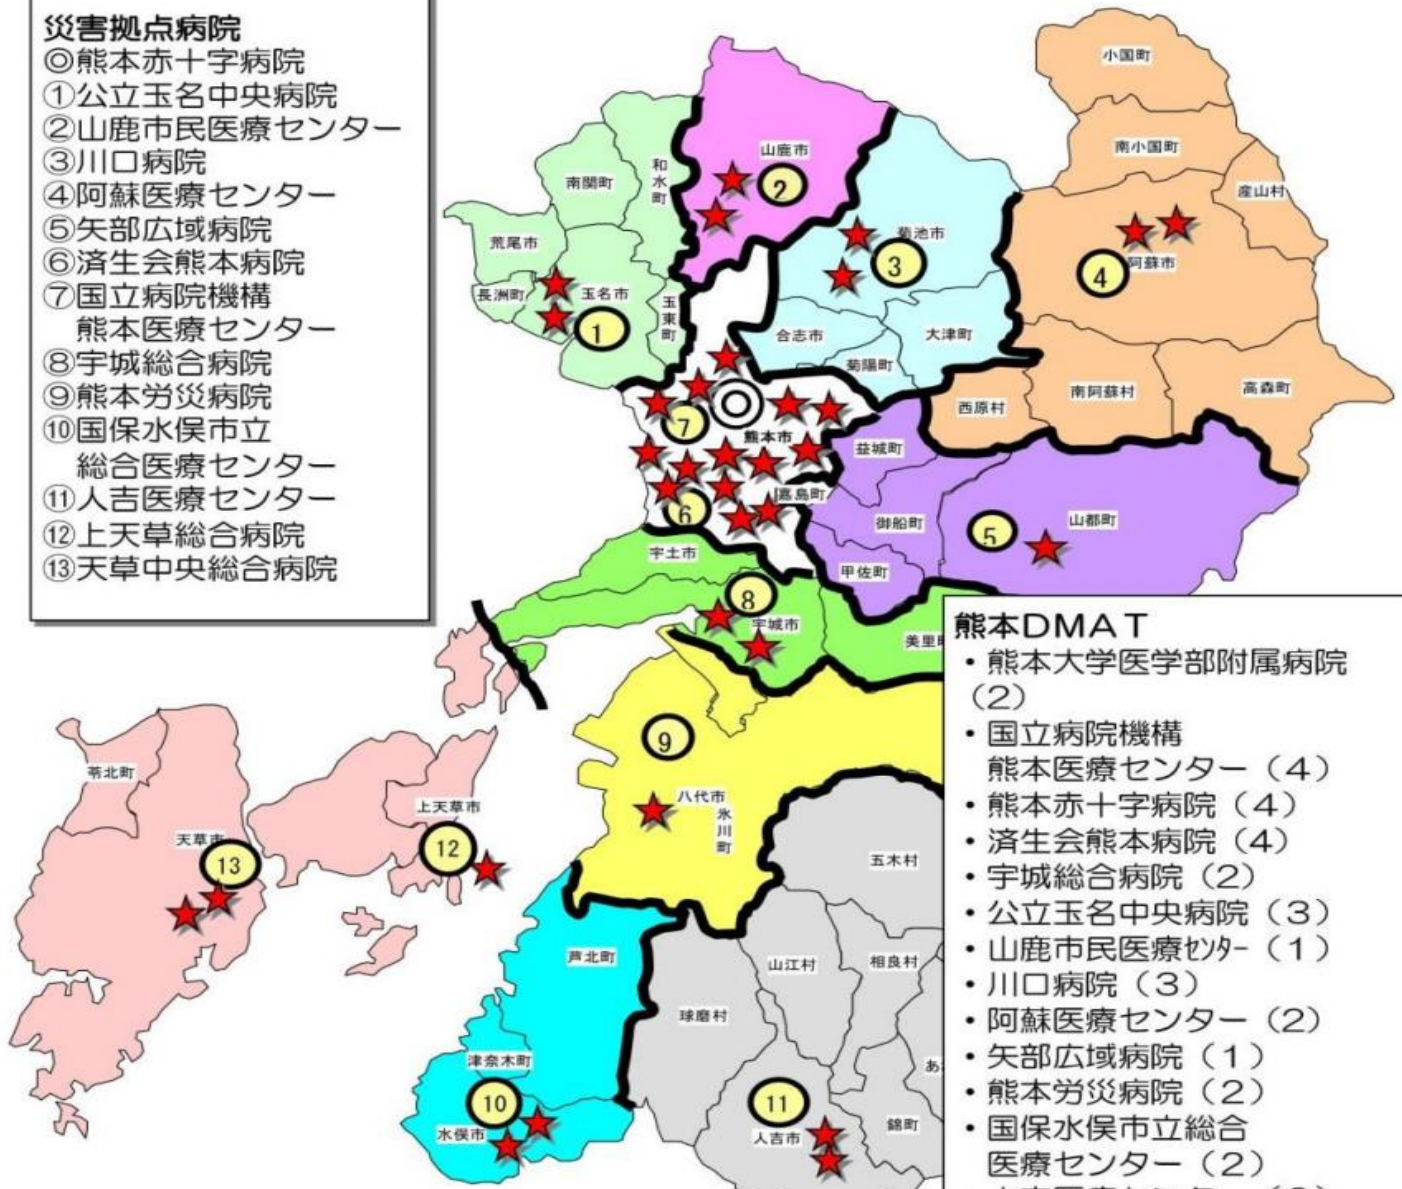 災害拠点病院
◎熊本赤十字病院
①公立玉名中央病院
②山鹿市民医療センター
③川口病院
④阿蘇医療センター
⑤矢部広域病院
⑥済生会熊本病院
⑦国立病院機構
熊本医療センター
⑧宇城総合病院
⑨熊本労災病院
⑩国保水俣市立
総合医療センター
⑪人吉医療センター
⑫上天草総合病院
⑬天草中央総合病院
小国町
南小国町
産山村
山鹿市
2
和水町
南関町
荒尾市
長洲町
玉名市
1
玉東町
菊池市
3
合志市
大津町
菊陽町
阿蘇市
4
西原村
南阿蘇村
高森町
7
熊本市
益城町
嘉島町
6
御船町
山都町
5
甲佐町
宇土市
8
宇城市
美里
9
八代市
氷川町
苓北町
上天草市
12
天草市
13
五木村
芦北町
山江村
相良村
球磨村
津奈木町
10
水俣市
11
人吉市
錦町
あ
熊本DMAT
・熊本大学医学部附属病院
（2）
・国立病院機構
熊本医療センター（4）
・熊本赤十字病院（4）
・済生会熊本病院（4）
・宇城総合病院（2）
・公立玉名中央病院（3）
・山鹿市民医療ｾﾝﾀｰ（1）
・川口病院（3）
・阿蘇医療センター（2）
・矢部広域病院（1）
・熊本労災病院（2）
・国保水俣市立総合
医療センター（2）